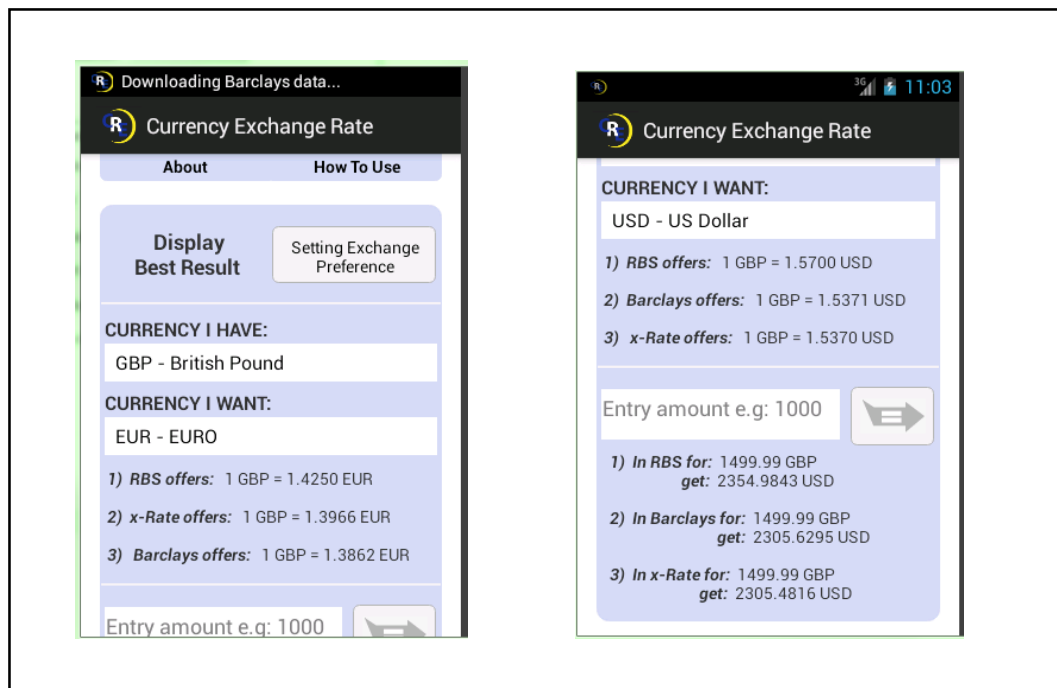 Downloading Barclays data...
Currency Exchange Rate
About How To Use
Display
Best Result
Setting Exchange
Preference
CURRENCY I HAVE:
GBP - British Pound
CURRENCY I WANT:
EUR - EURO
1) RBS offers: 1 GBP = 1.4250 EUR
2) x-Rate offers: 1 GBP = 1.3966 EUR
3) Barclays offers: 1 GBP = 1.3862 EUR
Entry amount e.g: 1000
3G 11:03
Currency Exchange Rate
CURRENCY I WANT:
USD - US Dollar
1) RBS offers: 1 GBP = 1.5700 USD
2) Barclays offers: 1 GBP = 1.5371 USD
3) x-Rate offers: 1 GBP = 1.5370 USD
Entry amount e.g: 1000
1) In RBS for: 1499.99 GBP
get: 2354.9843 USD
2) In Barclays for: 1499.99 GBP
get: 2305.6295 USD
3) In x-Rate for: 1499.99 GBP
get: 2305.4816 USD